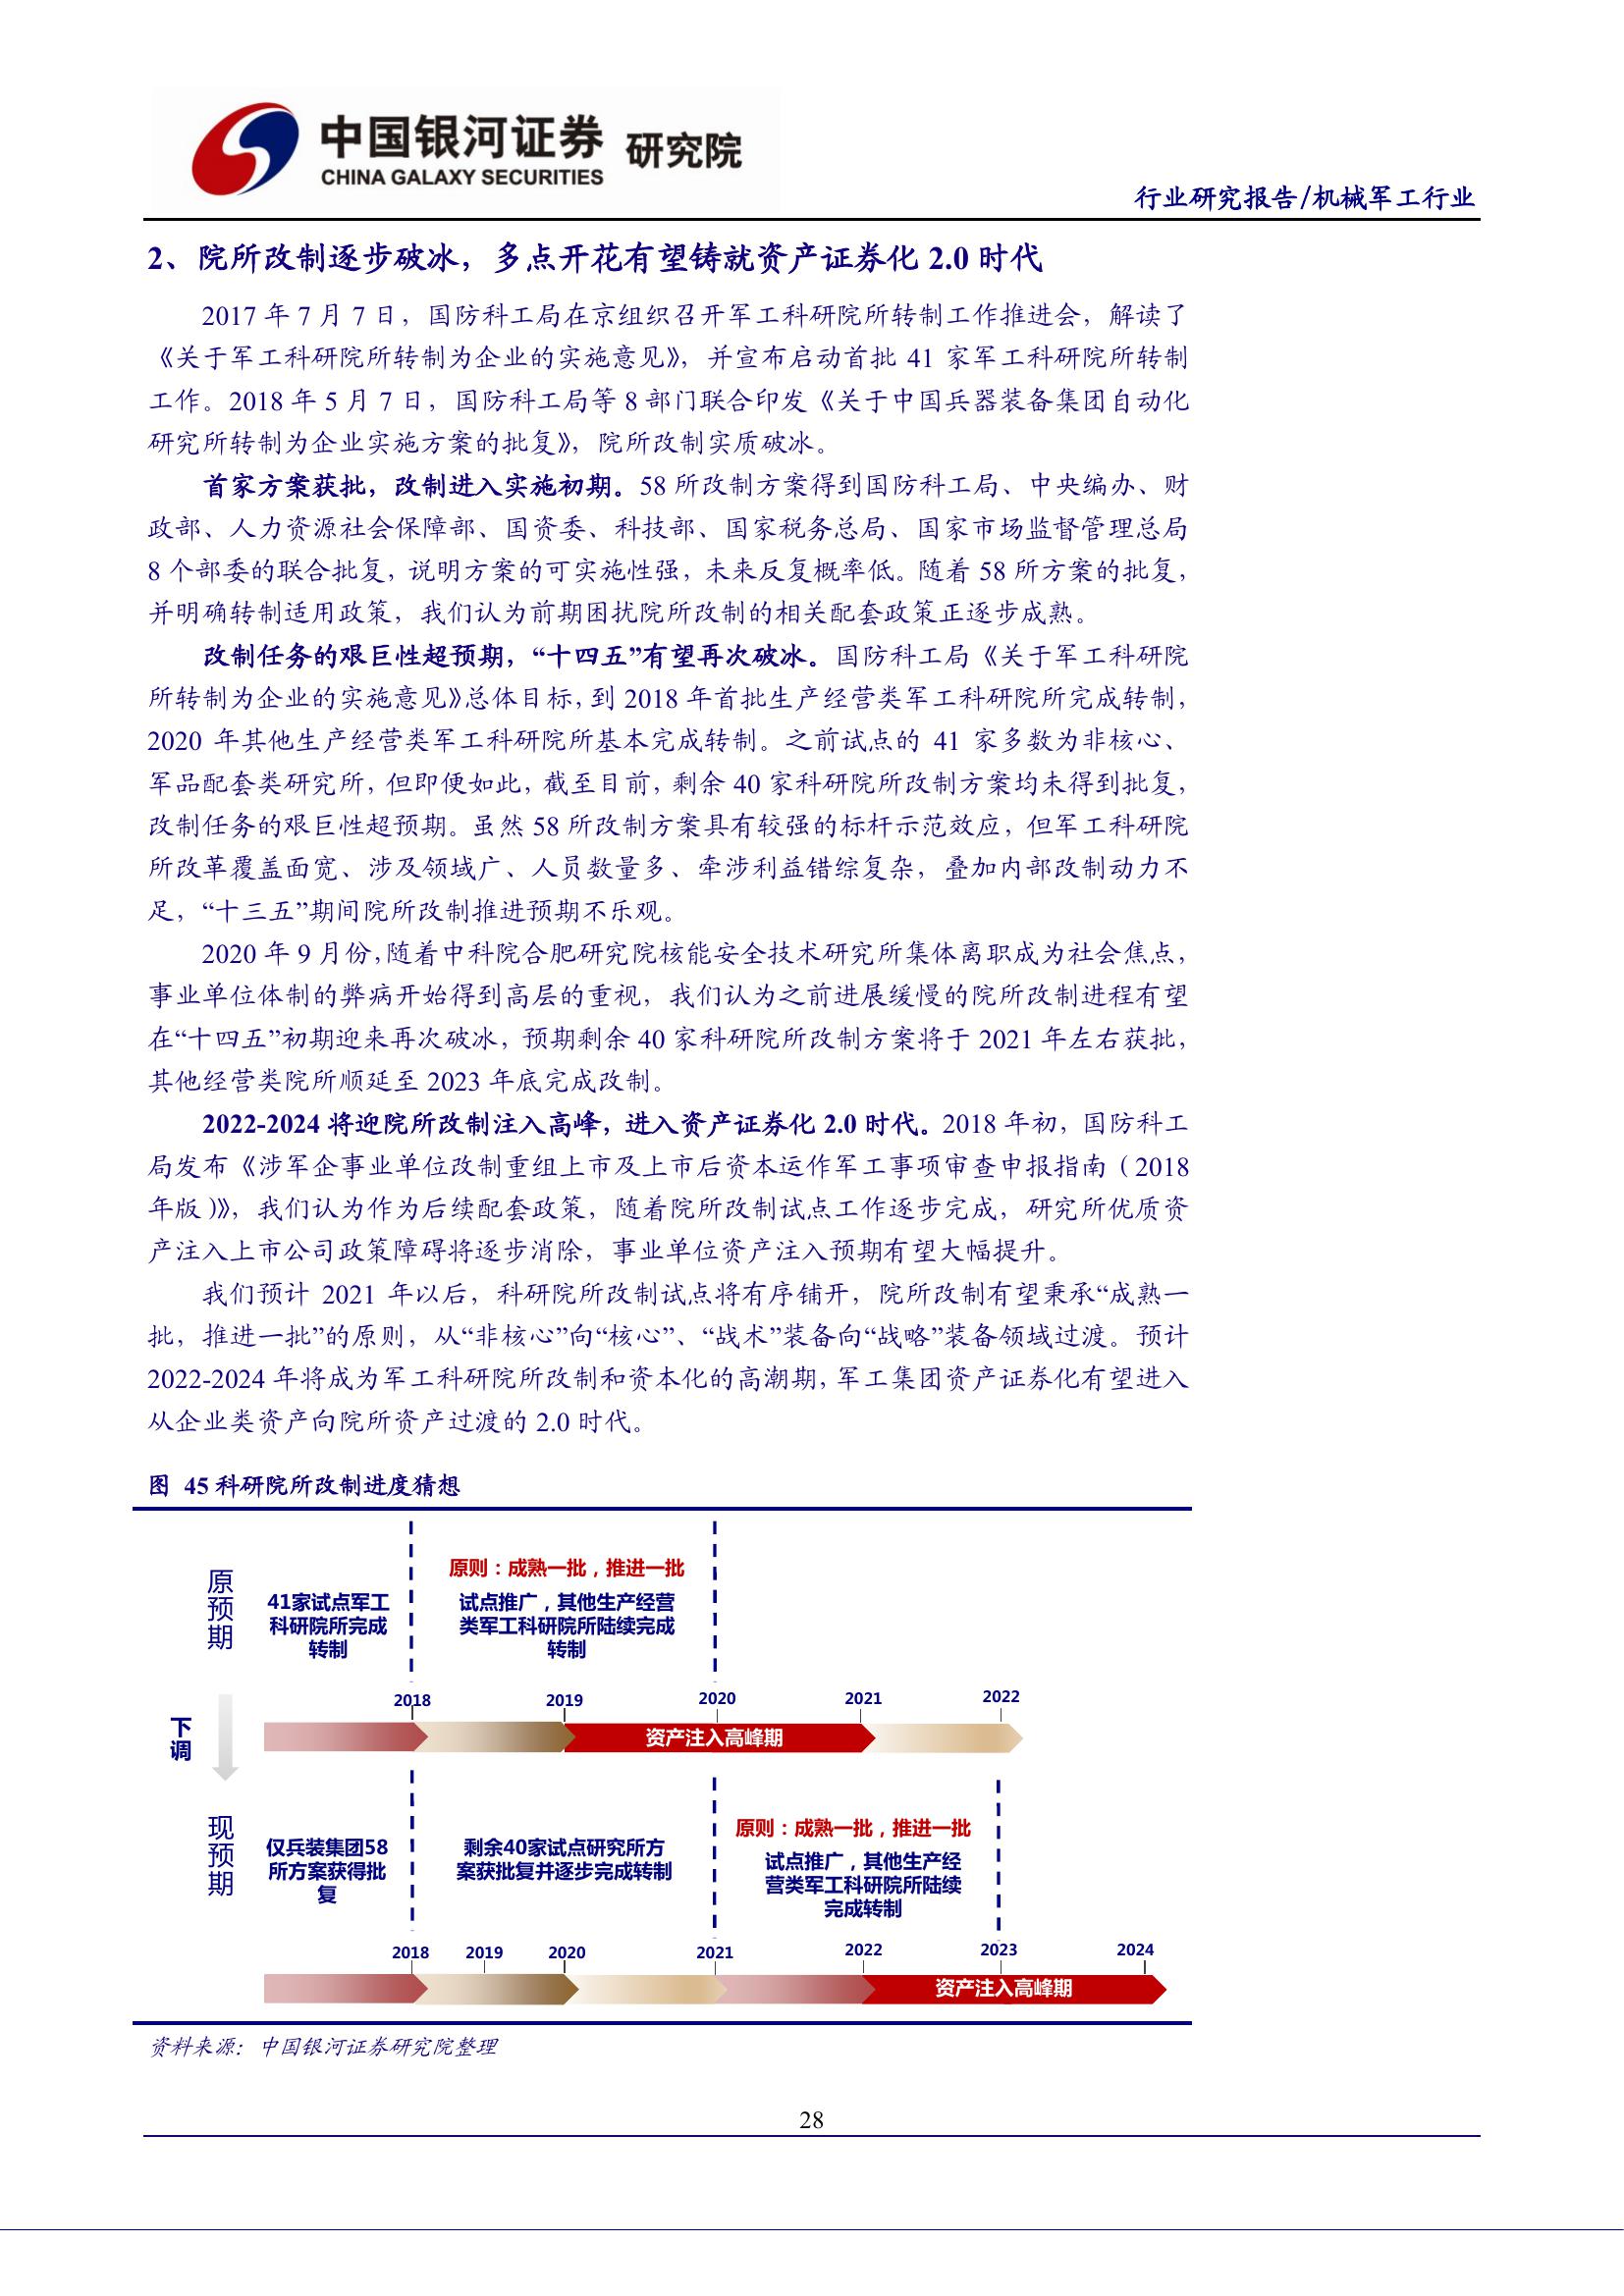 中国银河证券 研究院
CHINA GALAXY SECURITIES
行业研究报告/机械军工行业
2、院所改制逐步破冰，多点开花有望铸就资产证券化 2.0 时代
2017 年 7 月 7 日，国防科工局在京组织召开军工科研院所转制工作推进会，解读了
《关于军工科研院所转制为企业的实施意见》，并宣布启动首批 41 家军工科研院所转制
工作。2018 年 5 月 7 日，国防科工局等 8 部门联合印发《关于中国兵器装备集团自动化
研究所转制为企业实施方案的批复》，院所改制实质破冰。
首家方案获批，改制进入实施初期。58 所改制方案得到国防科工局、中央编办、财
政部、人力资源社会保障部、国资委、科技部、国家税务总局、国家市场监督管理总局
8 个部委的联合批复，说明方案的可实施性强，未来反复概率低。随着 58 所方案的批复，
并明确转制适用政策，我们认为前期困扰院所改制的相关配套政策正逐步成熟。
改制任务的艰巨性超预期，“十四五”有望再次破冰。国防科工局《关于军工科研院
所转制为企业的实施意见》总体目标，到 2018 年首批生产经营类军工科研院所完成转制，
2020 年其他生产经营类军工科研院所基本完成转制。之前试点的 41 家多数为非核心、
军品配套类研究所，但即便如此，截至目前，剩余 40 家科研院所改制方案均未得到批复，
改制任务的艰巨性超预期。虽然 58 所改制方案具有较强的标杆示范效应，但军工科研院
所改革覆盖面宽、涉及领域广、人员数量多、牵涉利益错综复杂，叠加内部改制动力不
足，“十三五”期间院所改制推进预期不乐观。
2020 年 9 月份，随着中科院合肥研究院核能安全技术研究所集体离职成为社会焦点，
事业单位体制的弊病开始得到高层的重视，我们认为之前进展缓慢的院所改制进程有望
在“十四五”初期迎来再次破冰，预期剩余 40 家科研院所改制方案将于 2021 年左右获批，
其他经营类院所顺延至 2023 年底完成改制。
2022-2024 将迎院所改制注入高峰，进入资产证券化 2.0 时代。2018 年初，国防科工
局发布《涉军企事业单位改制重组上市及上市后资本运作军工事项审查申报指南（2018
年版）》，我们认为作为后续配套政策，随着院所改制试点工作逐步完成，研究所优质资
产注入上市公司政策障碍将逐步消除，事业单位资产注入预期有望大幅提升。
我们预计 2021 年以后，科研院所改制试点将有序铺开，院所改制有望秉承“成熟一
批，推进一批”的原则，从“非核心”向“核心”、“战术”装备向“战略”装备领域过渡。预计
2022-2024 年将成为军工科研院所改制和资本化的高潮期，军工集团资产证券化有望进入
从企业类资产向院所资产过渡的 2.0 时代。
图 45 科研院所改制进度猜想
原预期
41家试点军工
科研院所完成
转制
原则：成熟一批，推进一批
试点推广，其他生产经营
类军工科研院所陆续完成
转制
2018 2019 2020 2021 2022
资产注入高峰期
下调
现预期
仅兵装集团58
所方案获得批
复
剩余40家试点研究所方
案获批复并逐步完成转制
原则：成熟一批，推进一批
试点推广，其他生产经
营类军工科研院所陆续
完成转制
2018 2019 2020 2021 2022 2023 2024
资产注入高峰期
资料来源：中国银河证券研究院整理
28